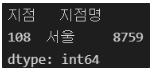 지점 지점명
108 서울 8759
dtype: int64